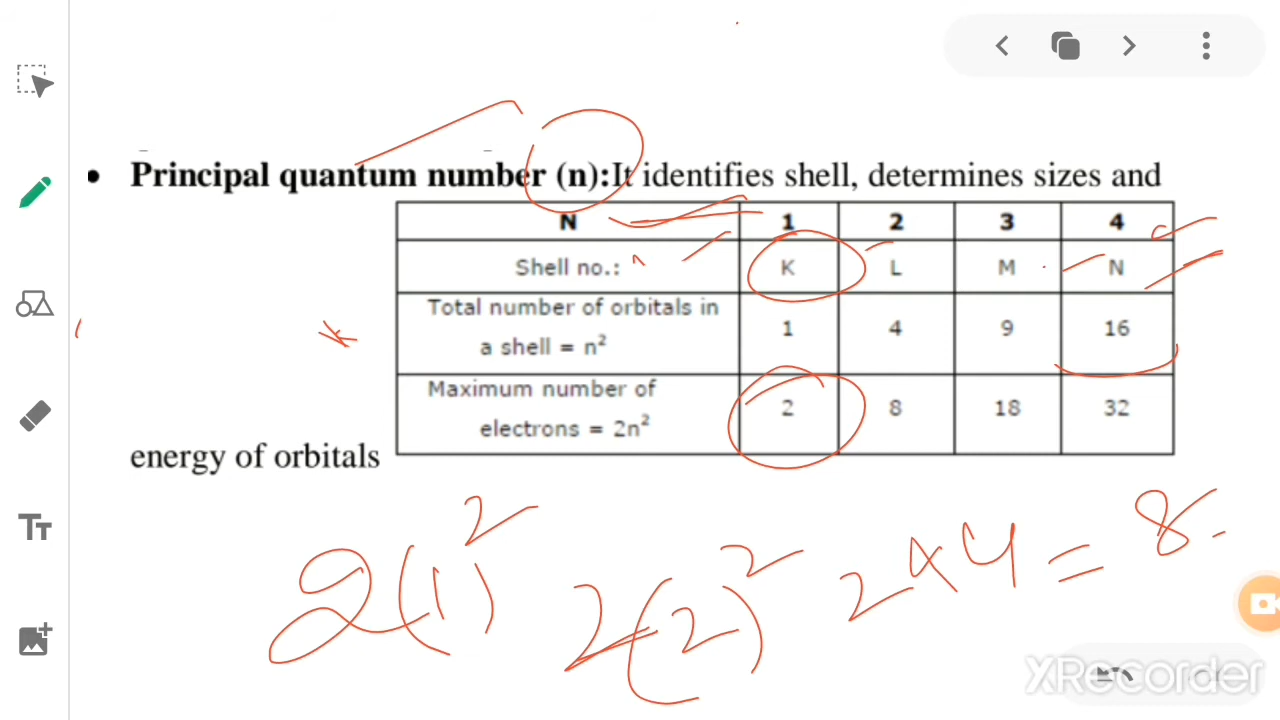 • Principal quantum number (n):It identifies shell, determines sizes and
N 1 2 3 4
Shell no.: K L M N
Total number of orbitals in
a shell = n² 1 4 9 16
Maximum number of
electrons = 2n² 2 8 18 32
energy of orbitals
2(1)² 2(2)² 2×4=8
TT
XRecorder